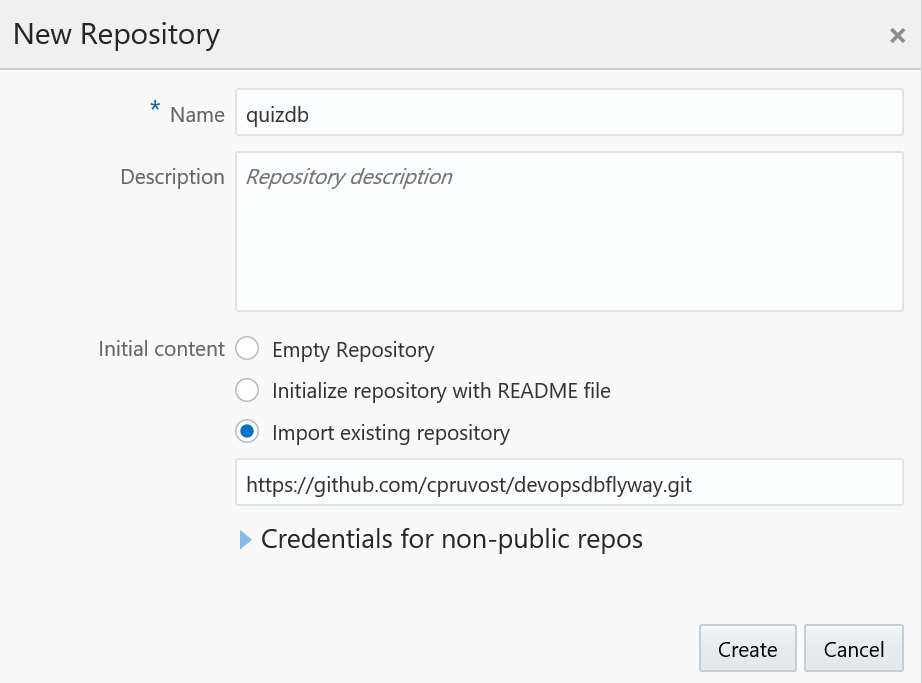 New Repository
* Name quizdb
Description Repository description
Initial content Empty Repository
Initialize repository with README file
Import existing repository
https://github.com/cpruvost/devopsdbflyway.git
Credentials for non-public repos
Create Cancel